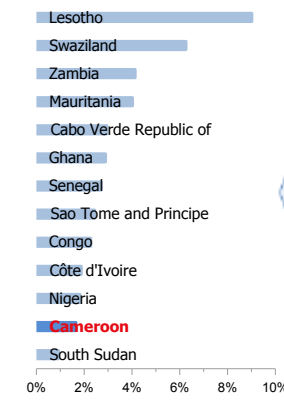 Lesotho
Swaziland
Zambia
Mauritania
Cabo Verde Republic of
Ghana
Senegal
Sao Tome and Principe
Congo
Côte d'Ivoire
Nigeria
Cameroon
South Sudan
0% 2% 4% 6% 8% 10%